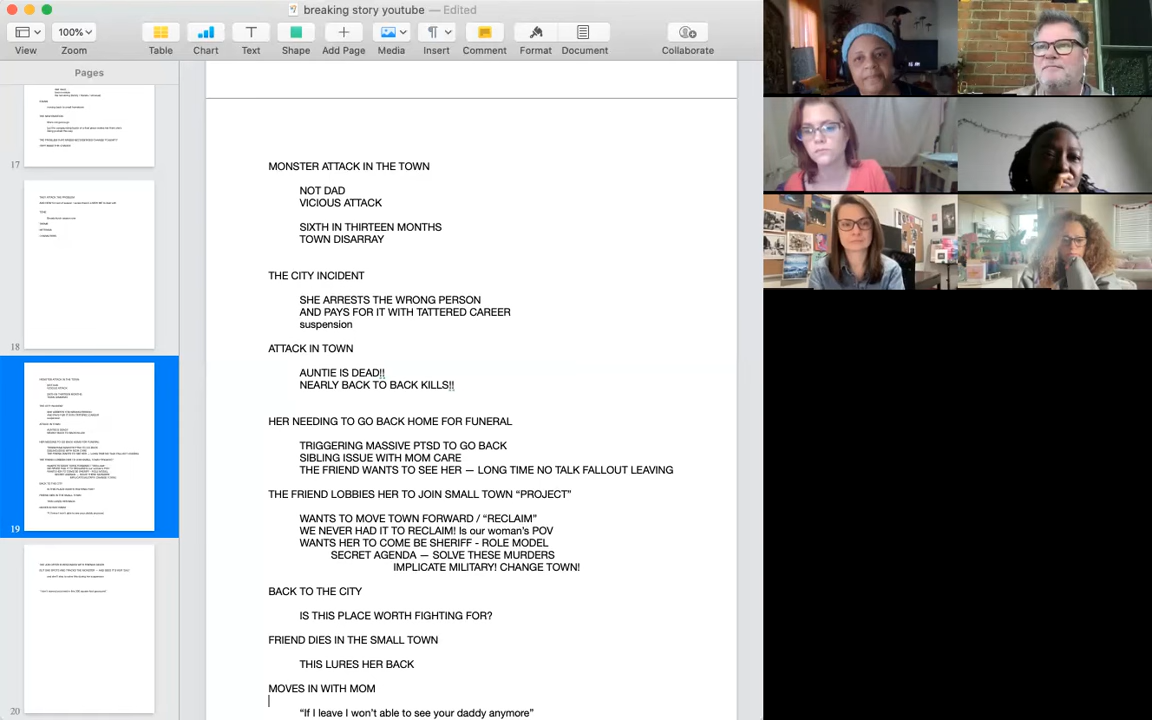 breaking story youtube — Edited
View
100%
Zoom
Table
Chart
Text
Shape
Add Page
Media
Insert
Comment
Format
Document
Collaborate
Pages
17
18
19
20
MONSTER ATTACK IN THE TOWN
NOT DAD
VICIOUS ATTACK
SIXTH IN THIRTEEN MONTHS
TOWN DISARRAY
THE CITY INCIDENT
SHE ARRESTS THE WRONG PERSON
AND PAYS FOR IT WITH TATTERED CAREER
suspension
ATTACK IN TOWN
AUNTIE IS DEAD!!
NEARLY BACK TO BACK KILLS!!
HER NEEDING TO GO BACK HOME FOR FUNERAL
TRIGGERING MASSIVE PTSD TO GO BACK
SIBLING ISSUE WITH MOM CARE
THE FRIEND WANTS TO SEE HER — LONG TIME NO TALK FALLOUT LEAVING
THE FRIEND LOBBIES HER TO JOIN SMALL TOWN “PROJECT”
WANTS TO MOVE TOWN FORWARD / “RECLAIM”
WE NEVER HAD IT TO RECLAIM! Is our woman’s POV
WANTS HER TO COME BE SHERIFF - ROLE MODEL
SECRET AGENDA — SOLVE THESE MURDERS
IMPLICATE MILITARY! CHANGE TOWN!
BACK TO THE CITY
IS THIS PLACE WORTH FIGHTING FOR?
FRIEND DIES IN THE SMALL TOWN
THIS LURES HER BACK
MOVES IN WITH MOM
“If I leave I won’t able to see your daddy anymore”